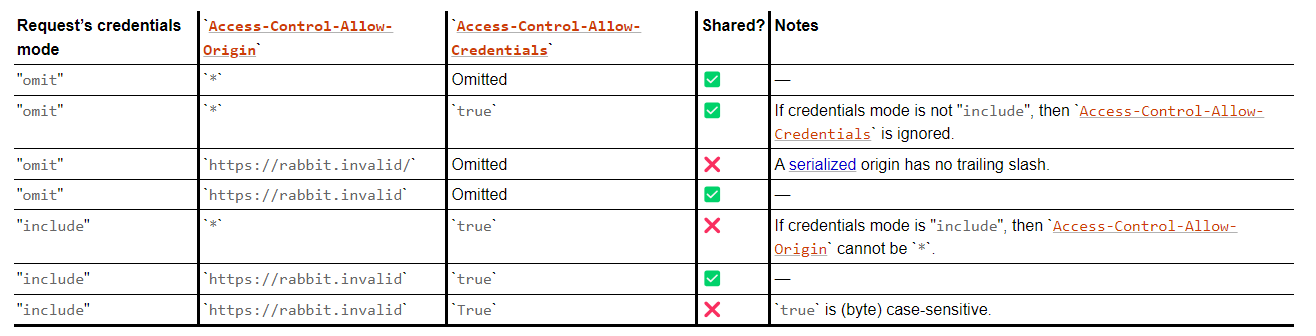 Request's credentials mode | `Access-Control-Allow-Origin` | `Access-Control-Allow-Credentials` | Shared? | Notes
"omit" | `*` | Omitted | ✅ | —
"omit" | `*` | `true` | ✅ | If credentials mode is not "include", then `Access-Control-Allow-Credentials` is ignored.
"omit" | `https://rabbit.invalid/` | Omitted | ❌ | A serialized origin has no trailing slash.
"omit" | `https://rabbit.invalid` | Omitted | ✅ | —
"include" | `*` | `true` | ❌ | If credentials mode is "include", then `Access-Control-Allow-Origin` cannot be `*`.
"include" | `https://rabbit.invalid` | `true` | ✅ | —
"include" | `https://rabbit.invalid` | `True` | ❌ | `true` is (byte) case-sensitive.